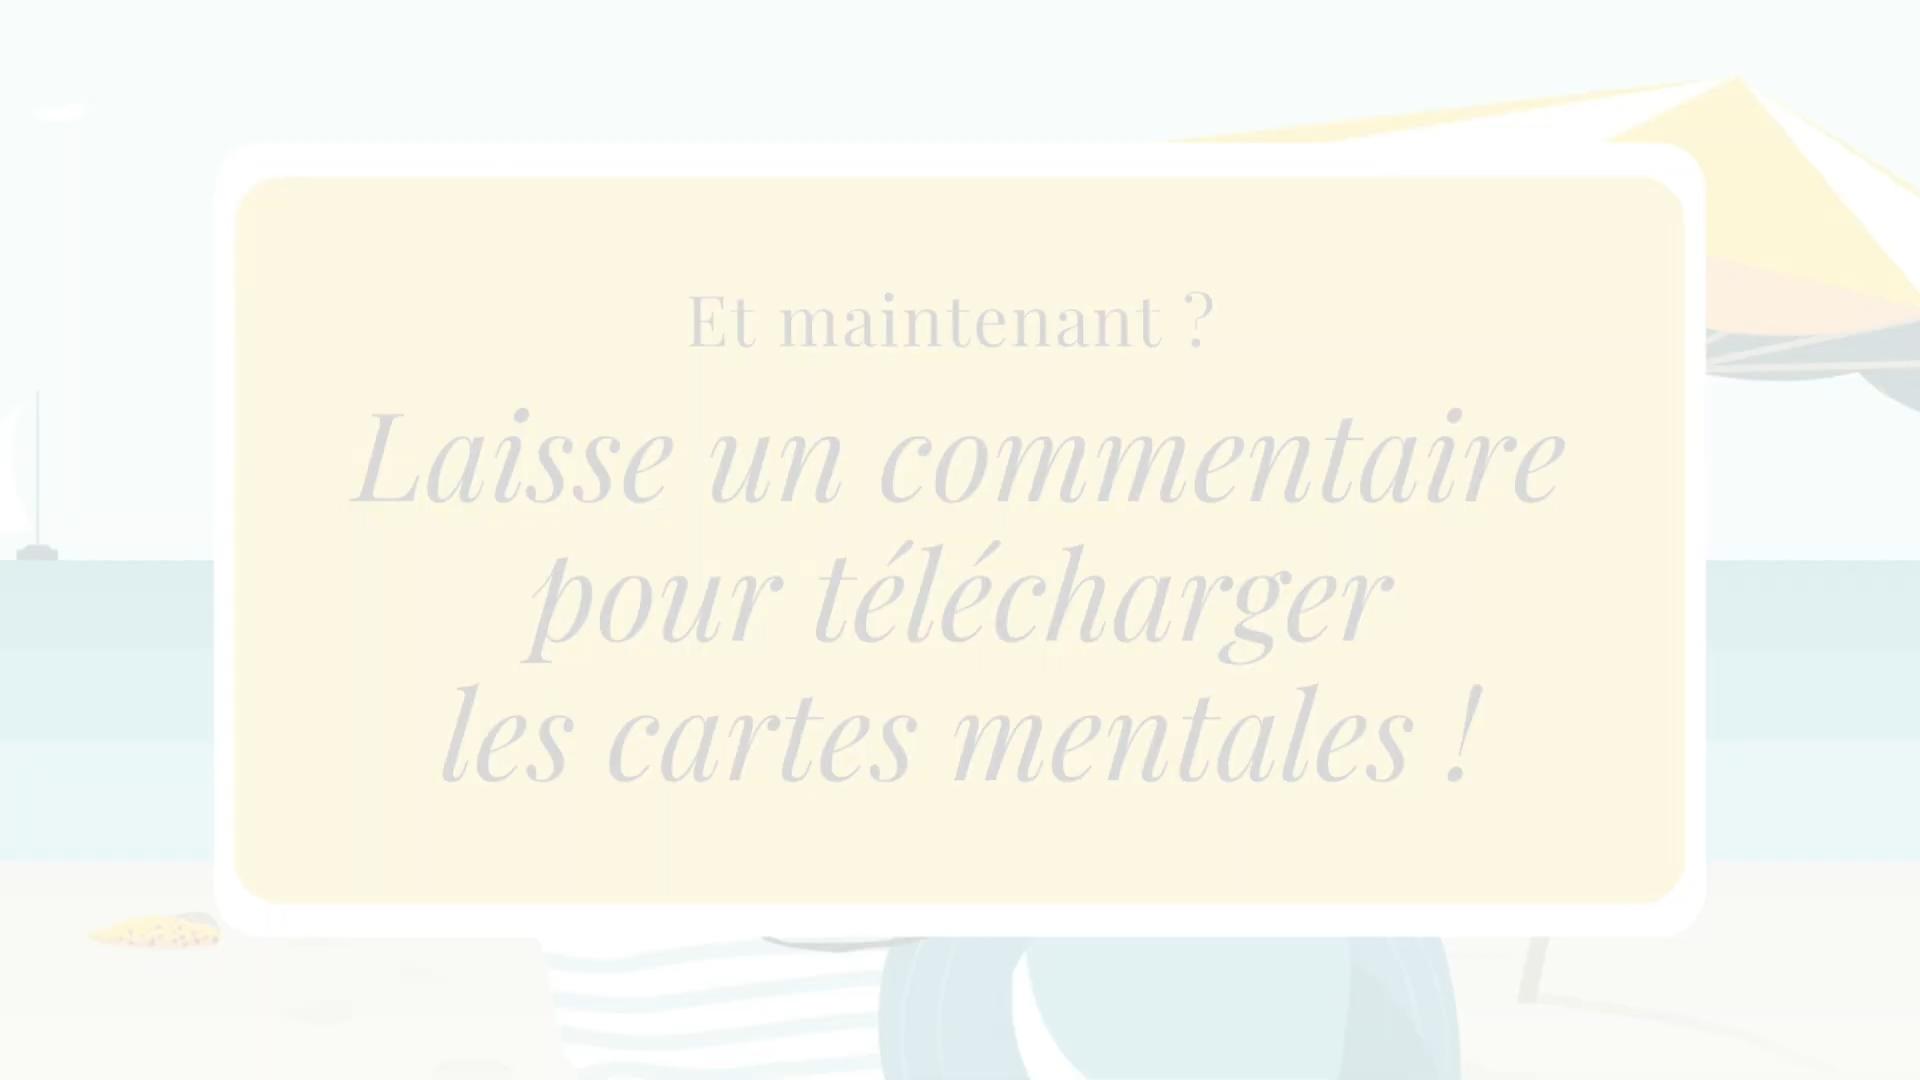 Et maintenant ?
Laisse un commentaire
pour télécharger
les cartes mentales !